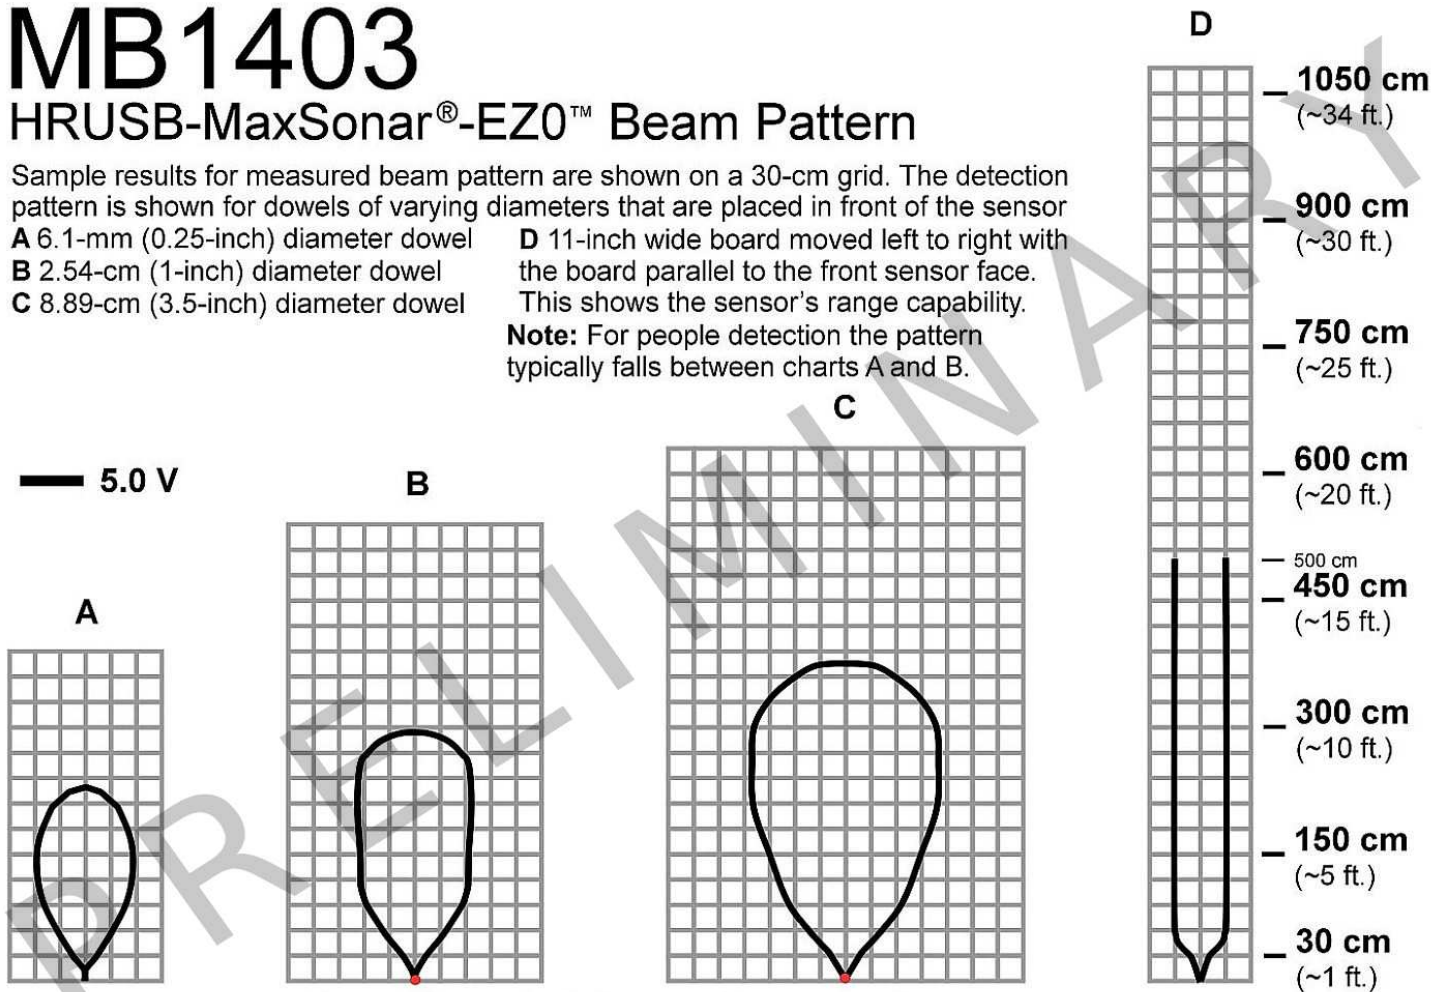 MB1403
HRUSB-MaxSonar®-EZ0™ Beam Pattern
Sample results for measured beam pattern are shown on a 30-cm grid. The detection
pattern is shown for dowels of varying diameters that are placed in front of the sensor
A 6.1-mm (0.25-inch) diameter dowel
B 2.54-cm (1-inch) diameter dowel
C 8.89-cm (3.5-inch) diameter dowel
D 11-inch wide board moved left to right with
the board parallel to the front sensor face.
This shows the sensor's range capability.
Note: For people detection the pattern
typically falls between charts A and B.
5.0 V
A
B
C
D
1050 cm
(~34 ft.)
900 cm
(~30 ft.)
750 cm
(~25 ft.)
600 cm
(~20 ft.)
500 cm
450 cm
(~15 ft.)
300 cm
(~10 ft.)
150 cm
(~5 ft.)
30 cm
(~1 ft.)
PRELIMINARY